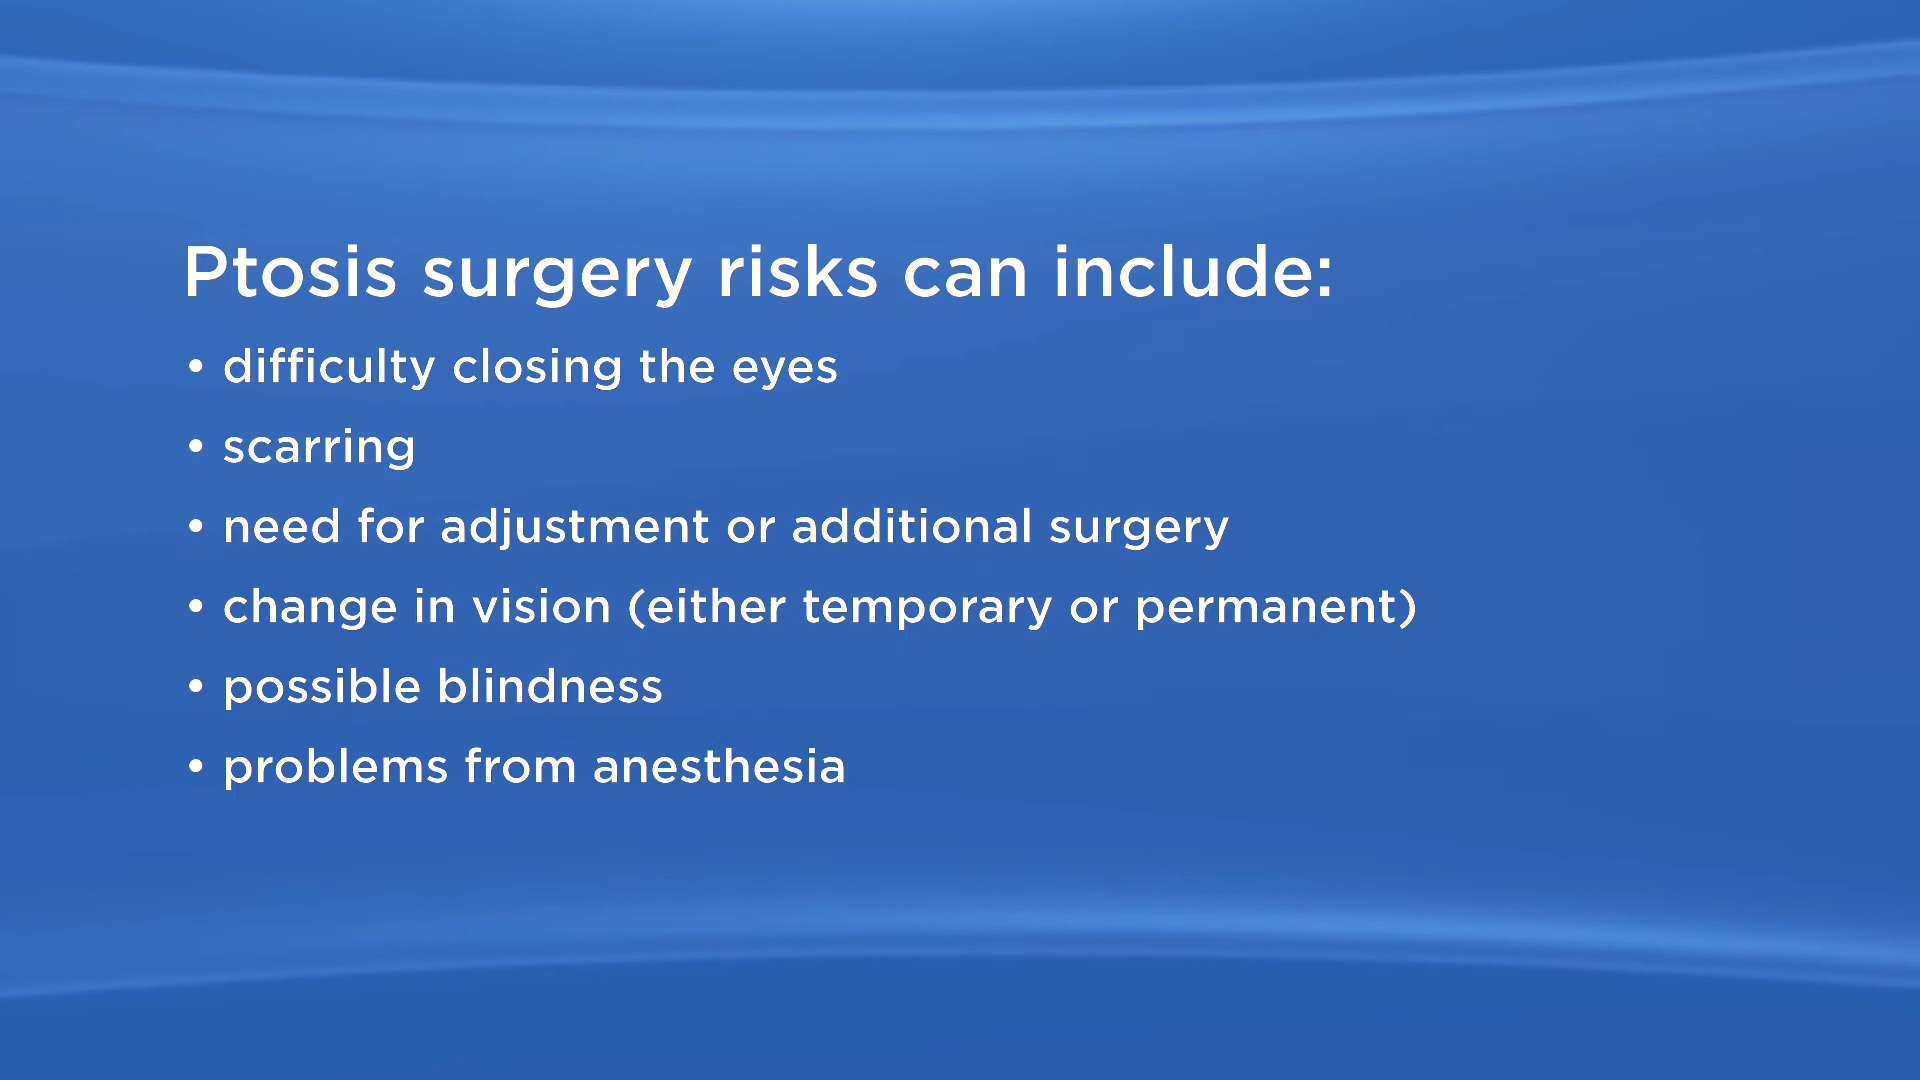 Ptosis surgery risks can include:
• difficulty closing the eyes
• scarring
• need for adjustment or additional surgery
• change in vision (either temporary or permanent)
• possible blindness
• problems from anesthesia